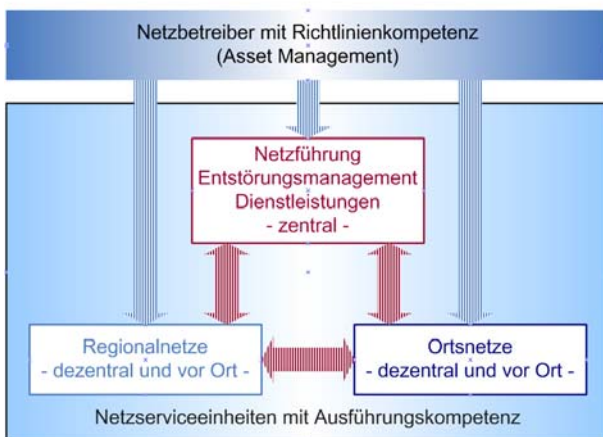 Netzbetreiber mit Richtlinienkompetenz
(Asset Management)
Netzführung
Entstörungsmanagement
Dienstleistungen
- zentral -
Regionalnetze
- dezentral und vor Ort -
Ortsnetze
- dezentral und vor Ort -
Netzserviceeinheiten mit Ausführungskompetenz